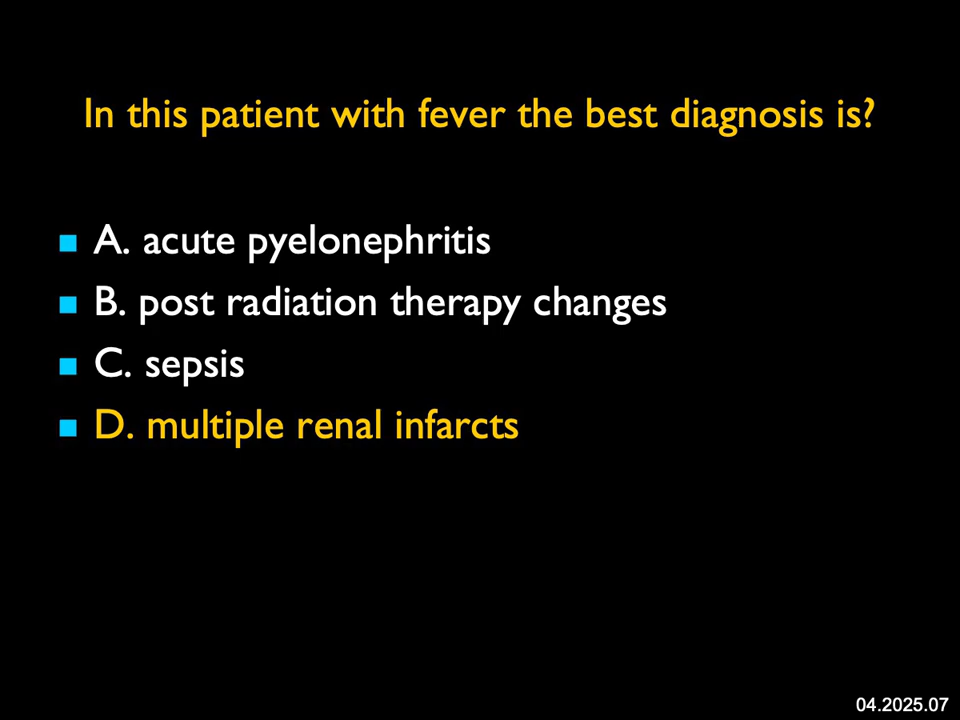 In this patient with fever the best diagnosis is?
A. acute pyelonephritis
B. post radiation therapy changes
C. sepsis
D. multiple renal infarcts
04.2025.07